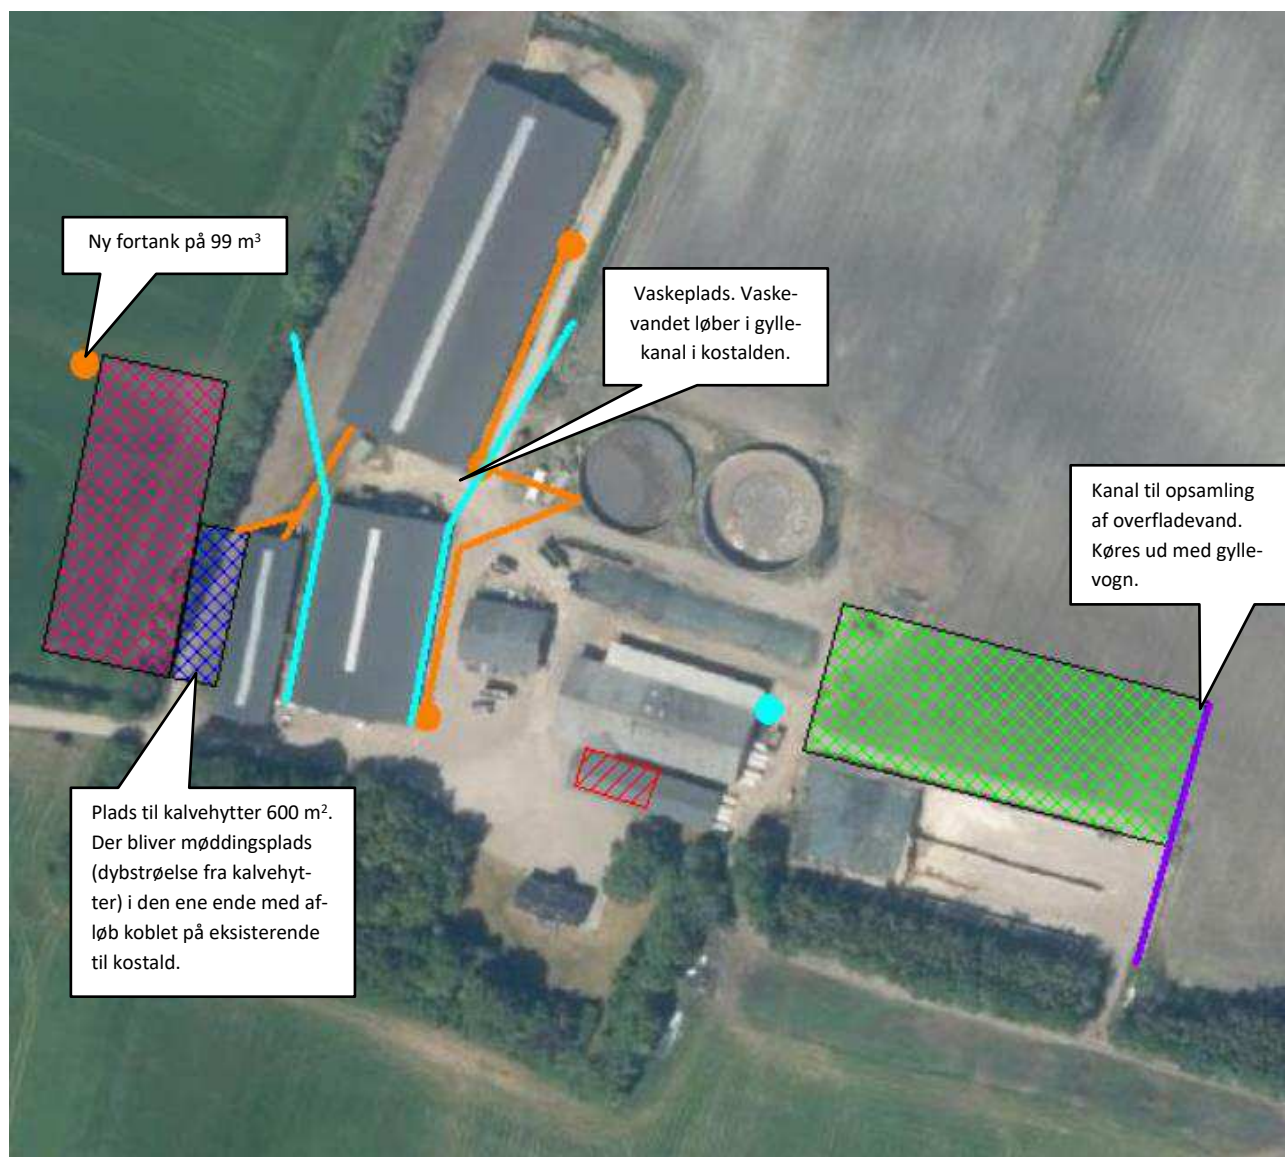 Ny fortank på 99 m³
Vaskeplads. Vaske-
vandet løber i gylle-
kanal i kostalden.
Kanal til opsamling
af overfladevand.
Køres ud med gylle-
vogn.
Plads til kalvehytter 600 m².
Der bliver møddingsplads
(dybstrøelse fra kalvehyt-
ter) i den ene ende med af-
løb koblet på eksisterende
til kostald.